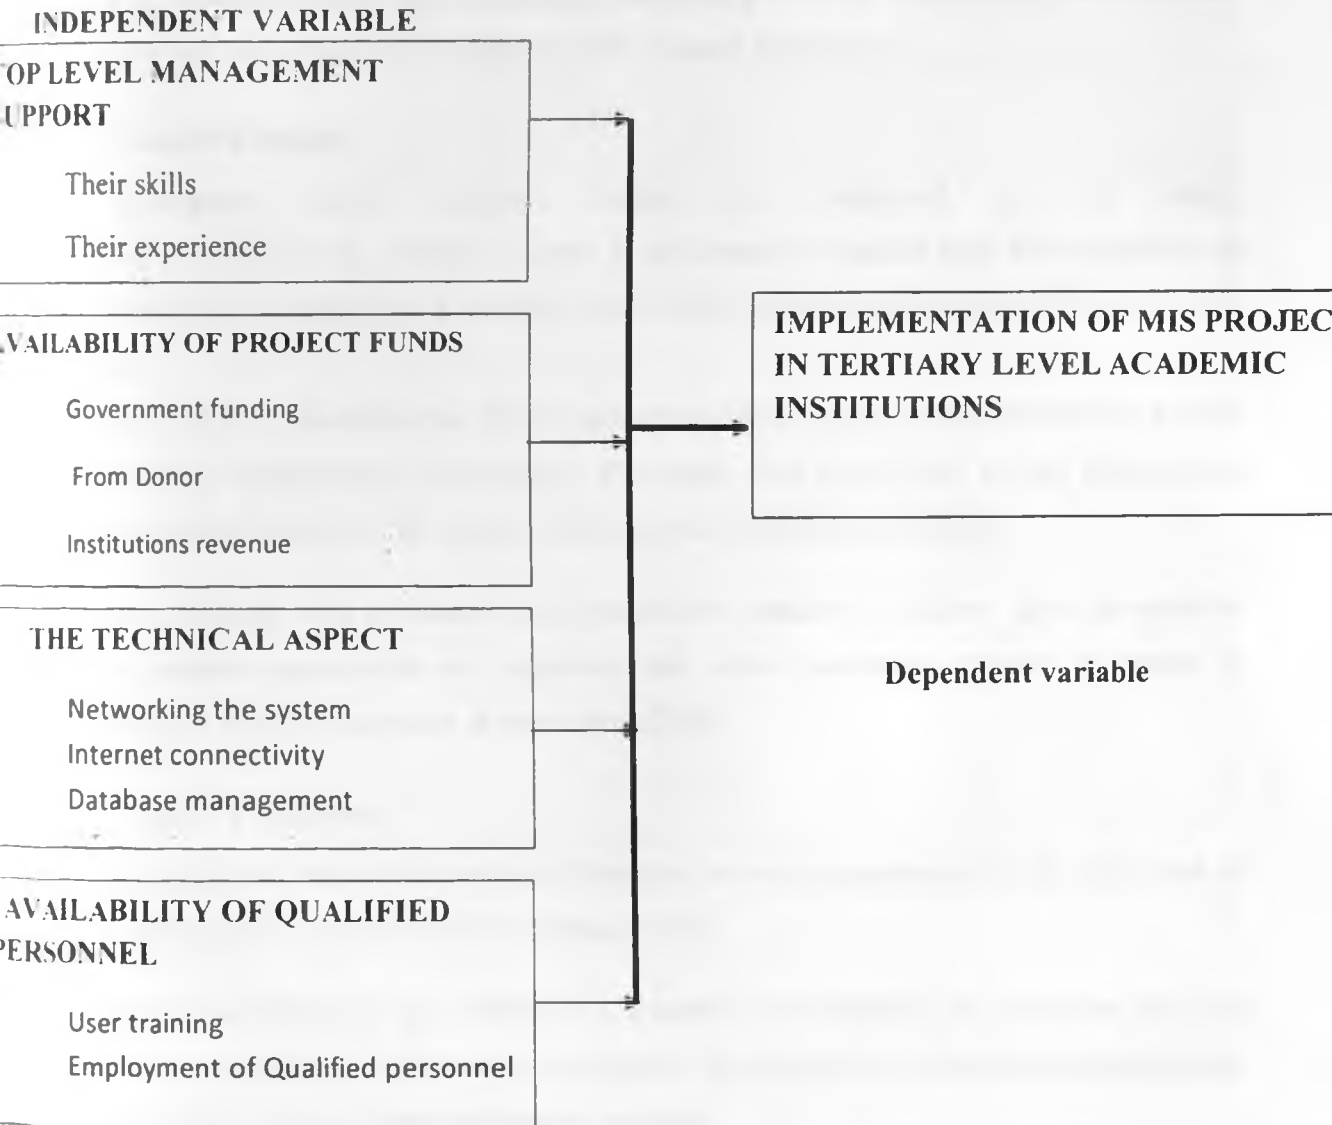 INDEPENDENT VARIABLE
OP LEVEL MANAGEMENT
UPPORT
Their skills
Their experience
VAILABILITY OF PROJECT FUNDS
Government funding
From Donor
Institutions revenue
THE TECHNICAL ASPECT
Networking the system
Internet connectivity
Database management
AVAILABILITY OF QUALIFIED
PERSONNEL
User training
Employment of Qualified personnel
IMPLEMENTATION OF MIS PROJEC
IN TERTIARY LEVEL ACADEMIC
INSTITUTIONS
Dependent variable